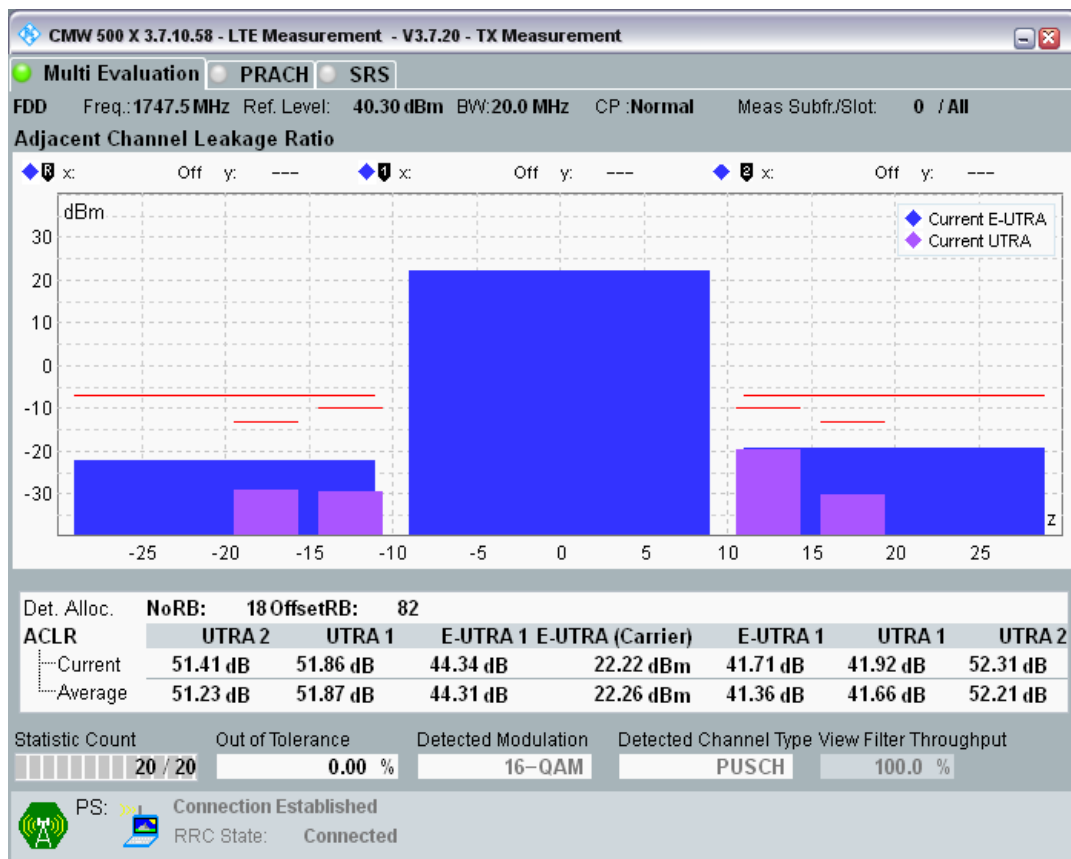 CMW 500 X 3.7.10.58 - LTE Measurement - V3.7.20 - TX Measurement
Multi Evaluation PRACH SRS
FDD Freq.:1747.5 MHz Ref. Level: 40.30 dBm BW:20.0 MHz CP :Normal Meas Subfr./Slot: 0 / All
Adjacent Channel Leakage Ratio
R x: Off y: --- 1 x: Off y: --- 2 x: Off y: ---
dBm
Current E-UTRA
Current UTRA
30
20
10
0
-10
-20
-30
z
-25 -20 -15 -10 -5 0 5 10 15 20 25
Det. Alloc. NoRB: 18 OffsetRB: 82
ACLR UTRA 2 UTRA 1 E-UTRA 1 E-UTRA (Carrier) E-UTRA 1 UTRA 1 UTRA 2
Current 51.41 dB 51.86 dB 44.34 dB 22.22 dBm 41.71 dB 41.92 dB 52.31 dB
Average 51.23 dB 51.87 dB 44.31 dB 22.26 dBm 41.36 dB 41.66 dB 52.21 dB
Statistic Count Out of Tolerance Detected Modulation Detected Channel Type View Filter Throughput
20 / 20 0.00 % 16-QAM PUSCH 100.0 %
PS: Connection Established
RRC State: Connected